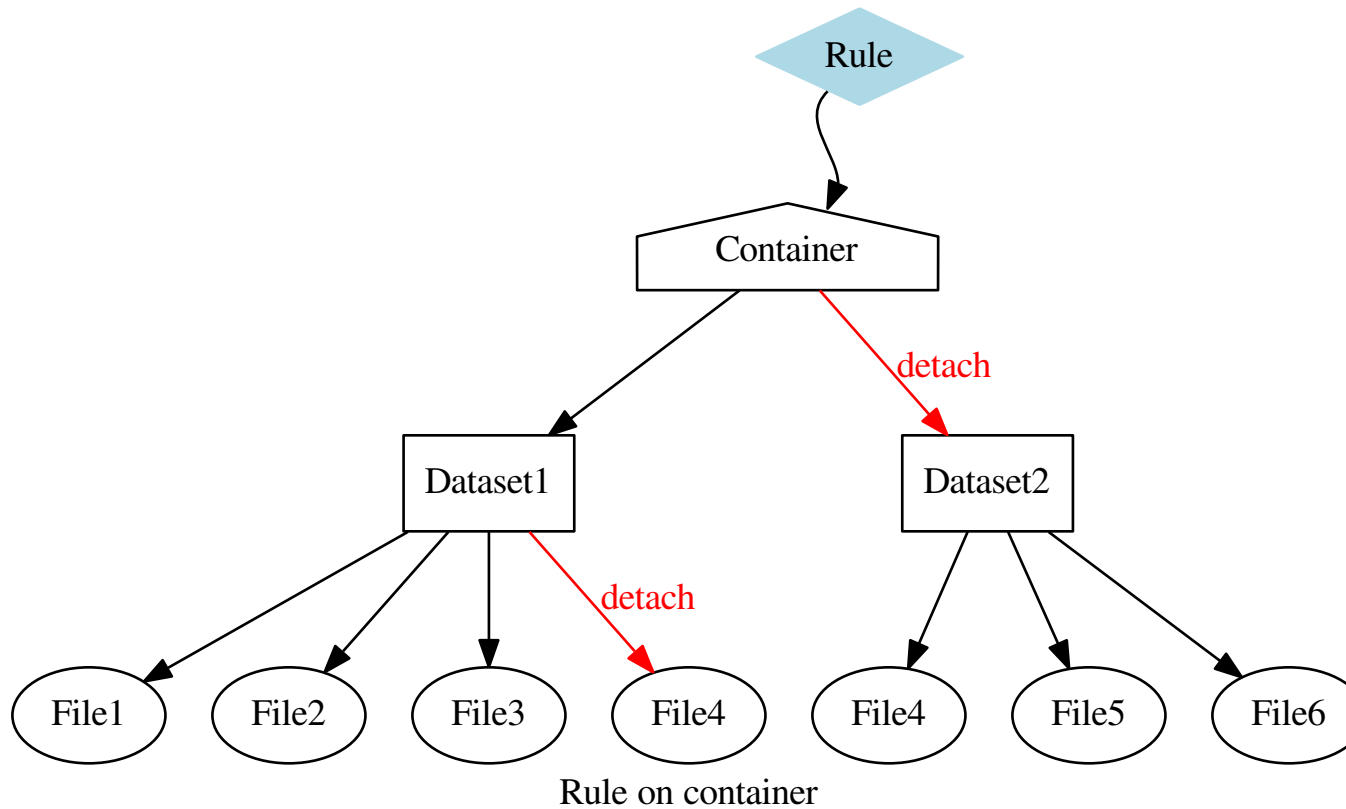 Rule
Container
detach
Dataset1
Dataset2
detach
File1
File2
File3
File4
File4
File5
File6
Rule on container